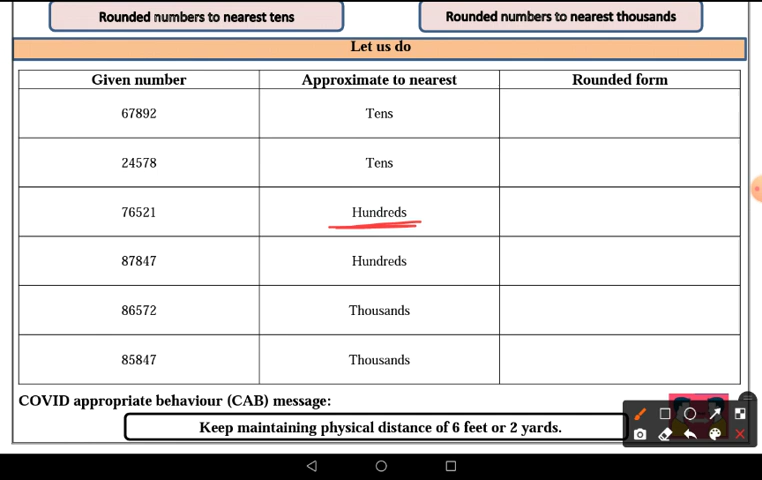 Rounded numbers to nearest tens
Rounded numbers to nearest thousands
Let us do
Given number Approximate to nearest Rounded form
67892 Tens
24578 Tens
76521 Hundreds
87847 Hundreds
86572 Thousands
85847 Thousands
COVID appropriate behaviour (CAB) message:
Keep maintaining physical distance of 6 feet or 2 yards.